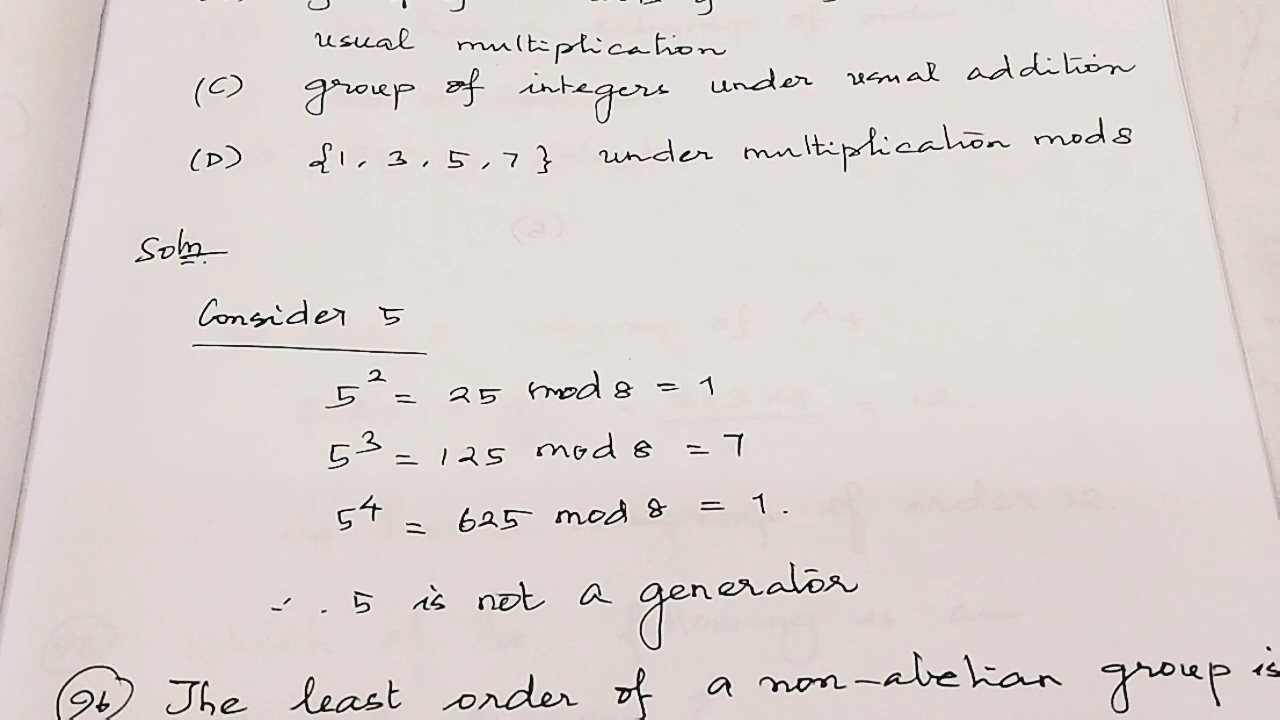 usual multiplication
(C) group of integers under usual addition
(D) {1, 3, 5, 7} under multiplication mod 8
Soln.
Consider 5
5² = 25 mod 8 = 1
5³ = 125 mod 8 = 7
5⁴ = 625 mod 8 = 1.
∴ 5 is not a generator
96 The least order of a non-abelian group is